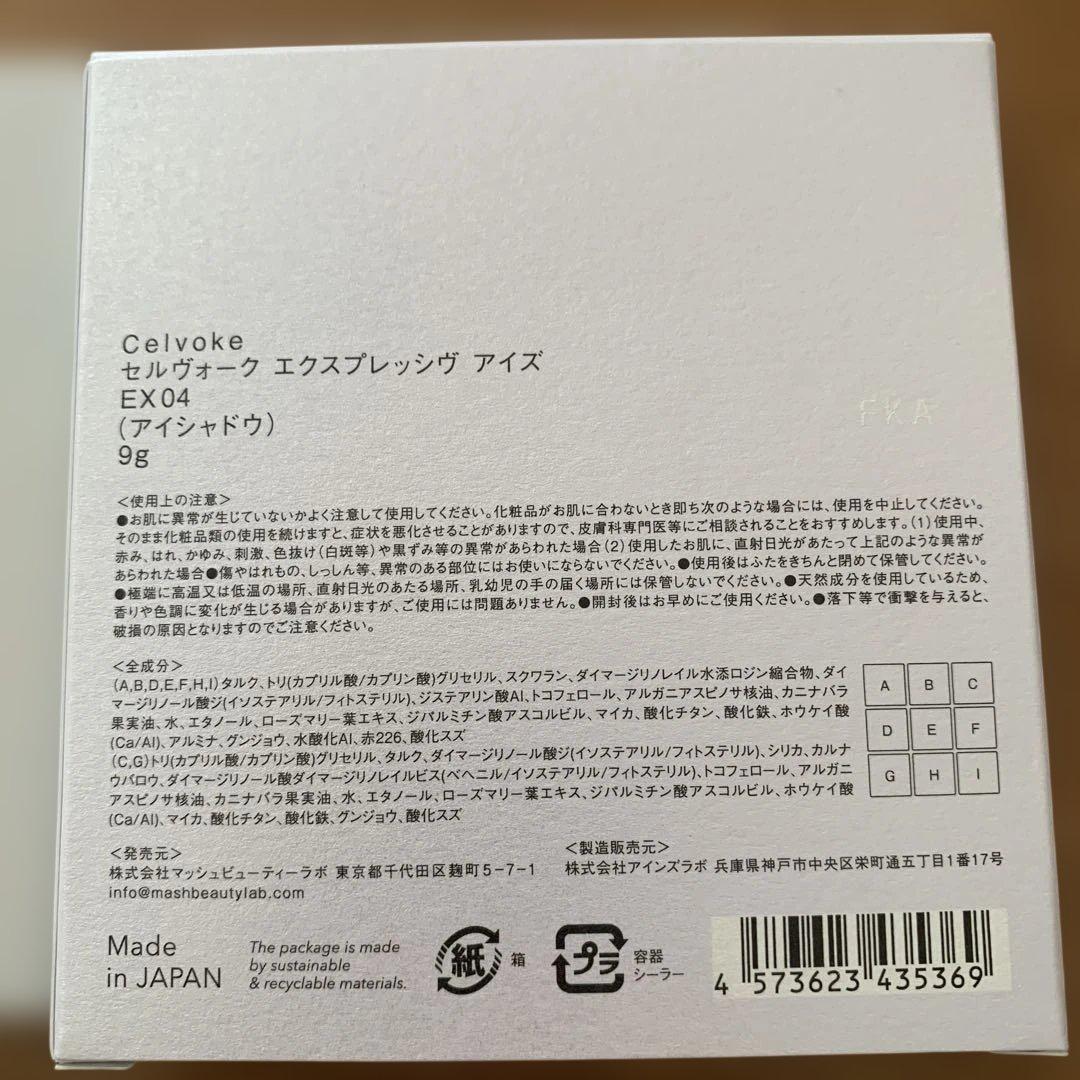 Celvoke
セルヴォーク エクスプレッシヴ アイズ
EX04
(アイシャドウ)
9g
FKA
＜使用上の注意＞
●お肌に異常が生じていないかよく注意して使用してください。化粧品がお肌に合わないとき即ち次のような場合には、使用を中止してください。
そのまま化粧品類の使用を続けますと、症状を悪化させることがありますので、皮膚科専門医等にご相談されることをおすすめします。(1)使用中、
赤み、はれ、かゆみ、刺激、色抜け(白斑等)や黒ずみ等の異常があらわれた場合(2)使用したお肌に、直射日光があたって上記のような異常が
あらわれた場合●傷やはれもの、しっしん等、異常のある部位にはお使いにならないでください。●使用後はふたをきちんと閉めて保管してください。
●極端に高温又は低温の場所、直射日光のあたる場所、乳幼児の手の届く場所には保管しないでください。●天然成分を使用しているため、
香りや色調に変化が生じる場合がありますが、ご使用には問題ありません。●開封後はお早めにご使用ください。●落下等で衝撃を与えると、
破損の原因となりますのでご注意ください。
＜全成分＞
(A,B,D,E,F,H,I)タルク、トリ(カプリル酸/カプリン酸)グリセリル、スクワラン、ダイマージリノレイル水添ロジン縮合物、ダイ
マージリノール酸ジ(イソステアリル/フィトステリル)、ジステアリン酸Al、トコフェロール、アルガニアスピノサ核油、カニナバラ
果実油、水、エタノール、ローズマリー葉エキス、ジパルミチン酸アスコルビル、マイカ、酸化チタン、酸化鉄、ホウケイ酸
(Ca/Al)、アルミナ、グンジョウ、水酸化Al、赤226、酸化スズ
(C,G)トリ(カプリル酸/カプリン酸)グリセリル、タルク、ダイマージリノール酸ジ(イソステアリル/フィトステリル)、シリカ、カルナ
ウバロウ、ダイマージリノール酸ダイマージリノレイルビス(ベヘニル/イソステアリル/フィトステリル)、トコフェロール、アルガニ
アスピノサ核油、カニナバラ果実油、水、エタノール、ローズマリー葉エキス、ジパルミチン酸アスコルビル、ホウケイ酸
(Ca/Al)、マイカ、酸化チタン、酸化鉄、グンジョウ、酸化スズ
A B C
D E F
G H I
＜発売元＞
株式会社マッシュビューティーラボ 東京都千代田区麹町5-7-1
info@mashbeautylab.com
＜製造販売元＞
株式会社アインズラボ 兵庫県神戸市中央区栄町通五丁目1番17号
Made
in JAPAN
The package is made
by sustainable
& recyclable materials.
紙 箱
プラ 容器
シーラー
4 573623 435369